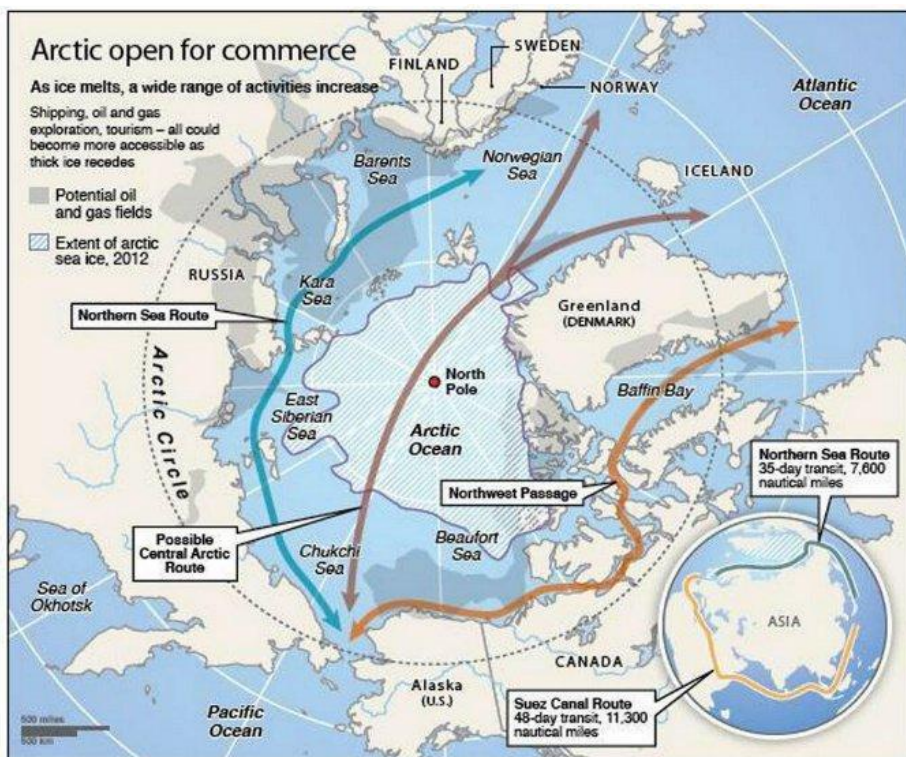 Arctic open for commerce
As ice melts, a wide range of activities increase
Shipping, oil and gas
exploration, tourism – all could
become more accessible as
thick ice recedes
Potential oil
and gas fields
Extent of arctic
sea ice, 2012
FINLAND
SWEDEN
NORWAY
Atlantic
Ocean
Barents
Sea
Norwegian
Sea
ICELAND
RUSSIA
Kara
Sea
Greenland
(DENMARK)
Northern Sea Route
Arctic Circle
North
Pole
East
Siberian
Sea
Arctic
Ocean
Baffin Bay
Northern Sea Route
35-day transit, 7,600
nautical miles
Northwest Passage
Possible
Central Arctic
Route
Chukchi
Sea
Beaufort
Sea
Sea of
Okhotsk
ASIA
CANADA
Alaska
(U.S.)
Suez Canal Route
48-day transit, 11,300
nautical miles
Pacific
Ocean
500 miles
500 km